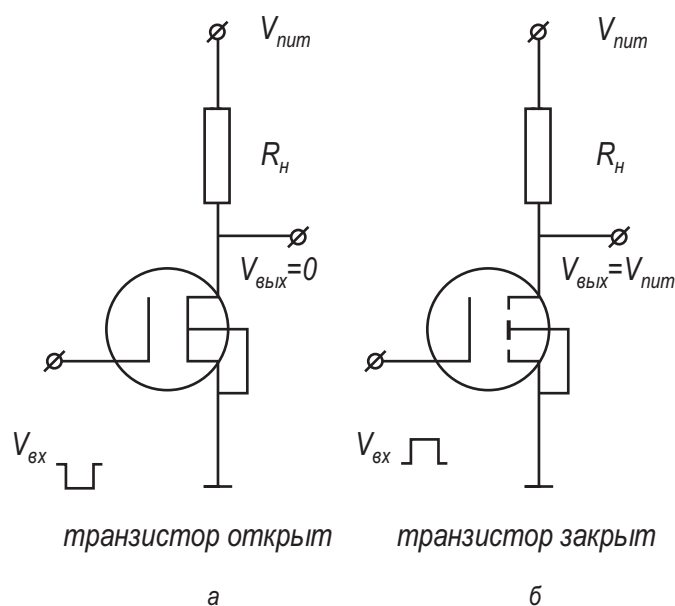 Vпит
Vпит
Rн
Rн
Vвых=0
Vвых=Vпит
Vвх
Vвх
транзистор открыт
транзистор закрыт
а
б